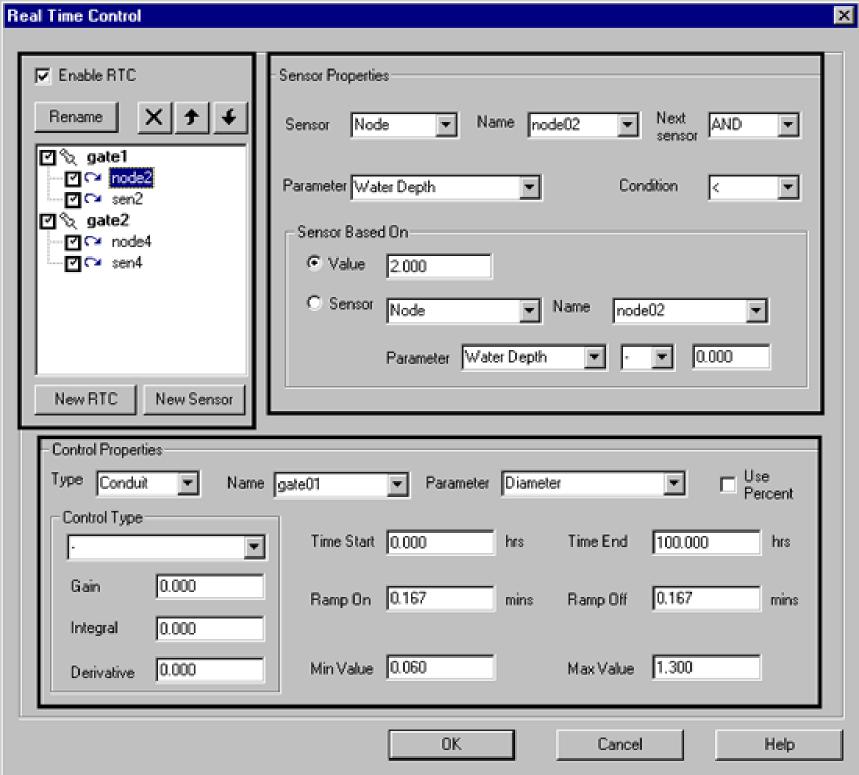 Real Time Control
Enable RTC
Rename
gate1
node2
sen2
gate2
node4
sen4
New RTC New Sensor
Sensor Properties
Sensor Node Name node02 Next sensor AND
Parameter Water Depth Condition <
Sensor Based On
Value 2.000
Sensor Node Name node02
Parameter Water Depth - 0.000
Control Properties
Type Conduit Name gate01 Parameter Diameter Use Percent
Control Type
-
Gain 0.000
Integral 0.000
Derivative 0.000
Time Start 0.000 hrs Time End 100.000 hrs
Ramp On 0.167 mins Ramp Off 0.167 mins
Min Value 0.060 Max Value 1.300
OK Cancel Help